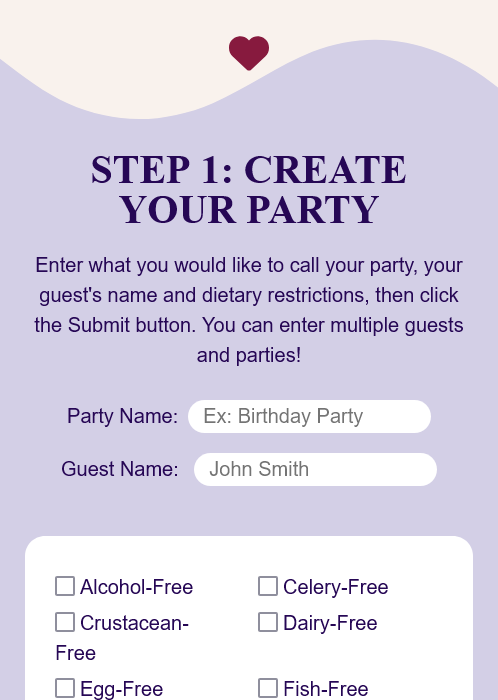 STEP 1: CREATE
YOUR PARTY
Enter what you would like to call your party, your
guest's name and dietary restrictions, then click
the Submit button. You can enter multiple guests
and parties!
Party Name: Ex: Birthday Party
Guest Name: John Smith
Alcohol-Free Celery-Free
Crustacean- Dairy-Free
Free
Egg-Free Fish-Free